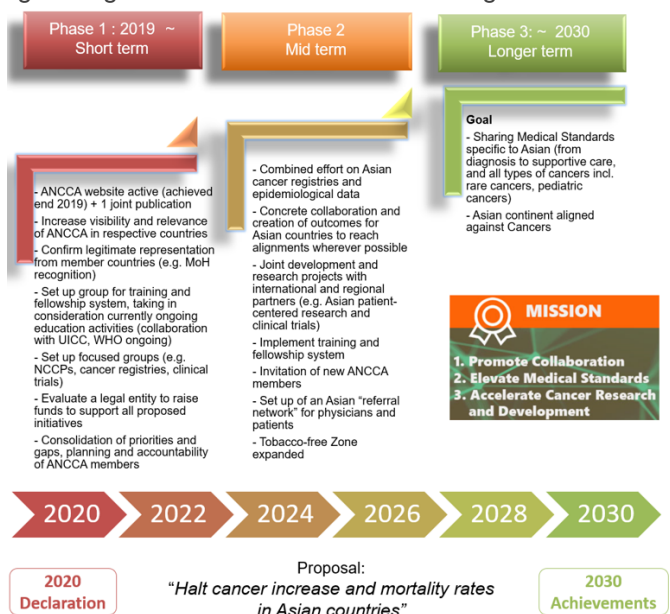 Phase 1 : 2019 ~
Short term
Phase 2
Mid term
Phase 3: ~ 2030
Longer term
- ANCCA website active (achieved
end 2019) + 1 joint publication
- Increase visibility and relevance
of ANCCA in respective countries
- Confirm legitimate representation
from member countries (e.g. MoH
recognition)
- Set up group for training and
fellowship system, taking in
consideration currently ongoing
education activities (collaboration
with UICC, WHO ongoing)
- Set up focused groups (e.g.
NCCPs, cancer registries, clinical
trials)
- Evaluate a legal entity to raise
funds to support all proposed
initiatives
- Consolidation of priorities and
gaps, planning and accountability
of ANCCA members
- Combined effort on Asian
cancer registries and
epidemiological data
- Concrete collaboration and
creation of outcomes for
Asian countries to reach
alignments wherever possible
- Joint development and
research projects with
international and regional
partners (e.g. Asian patient-
centered research and
clinical trials)
- Implement training and
fellowship system
- Invitation of new ANCCA
members
- Set up of an Asian “referral
network” for physicians and
patients
- Tobacco-free Zone
expanded
Goal
- Sharing Medical Standards
specific to Asian (from
diagnosis to supportive care,
and all types of cancers incl.
rare cancers, pediatric
cancers)
- Asian continent aligned
against Cancers
MISSION
1. Promote Collaboration
2. Elevate Medical Standards
3. Accelerate Cancer Research
and Development
2020
2022
2024
2026
2028
2030
2020
Declaration
Proposal:
“Halt cancer increase and mortality rates
in Asian countries”
2030
Achievements